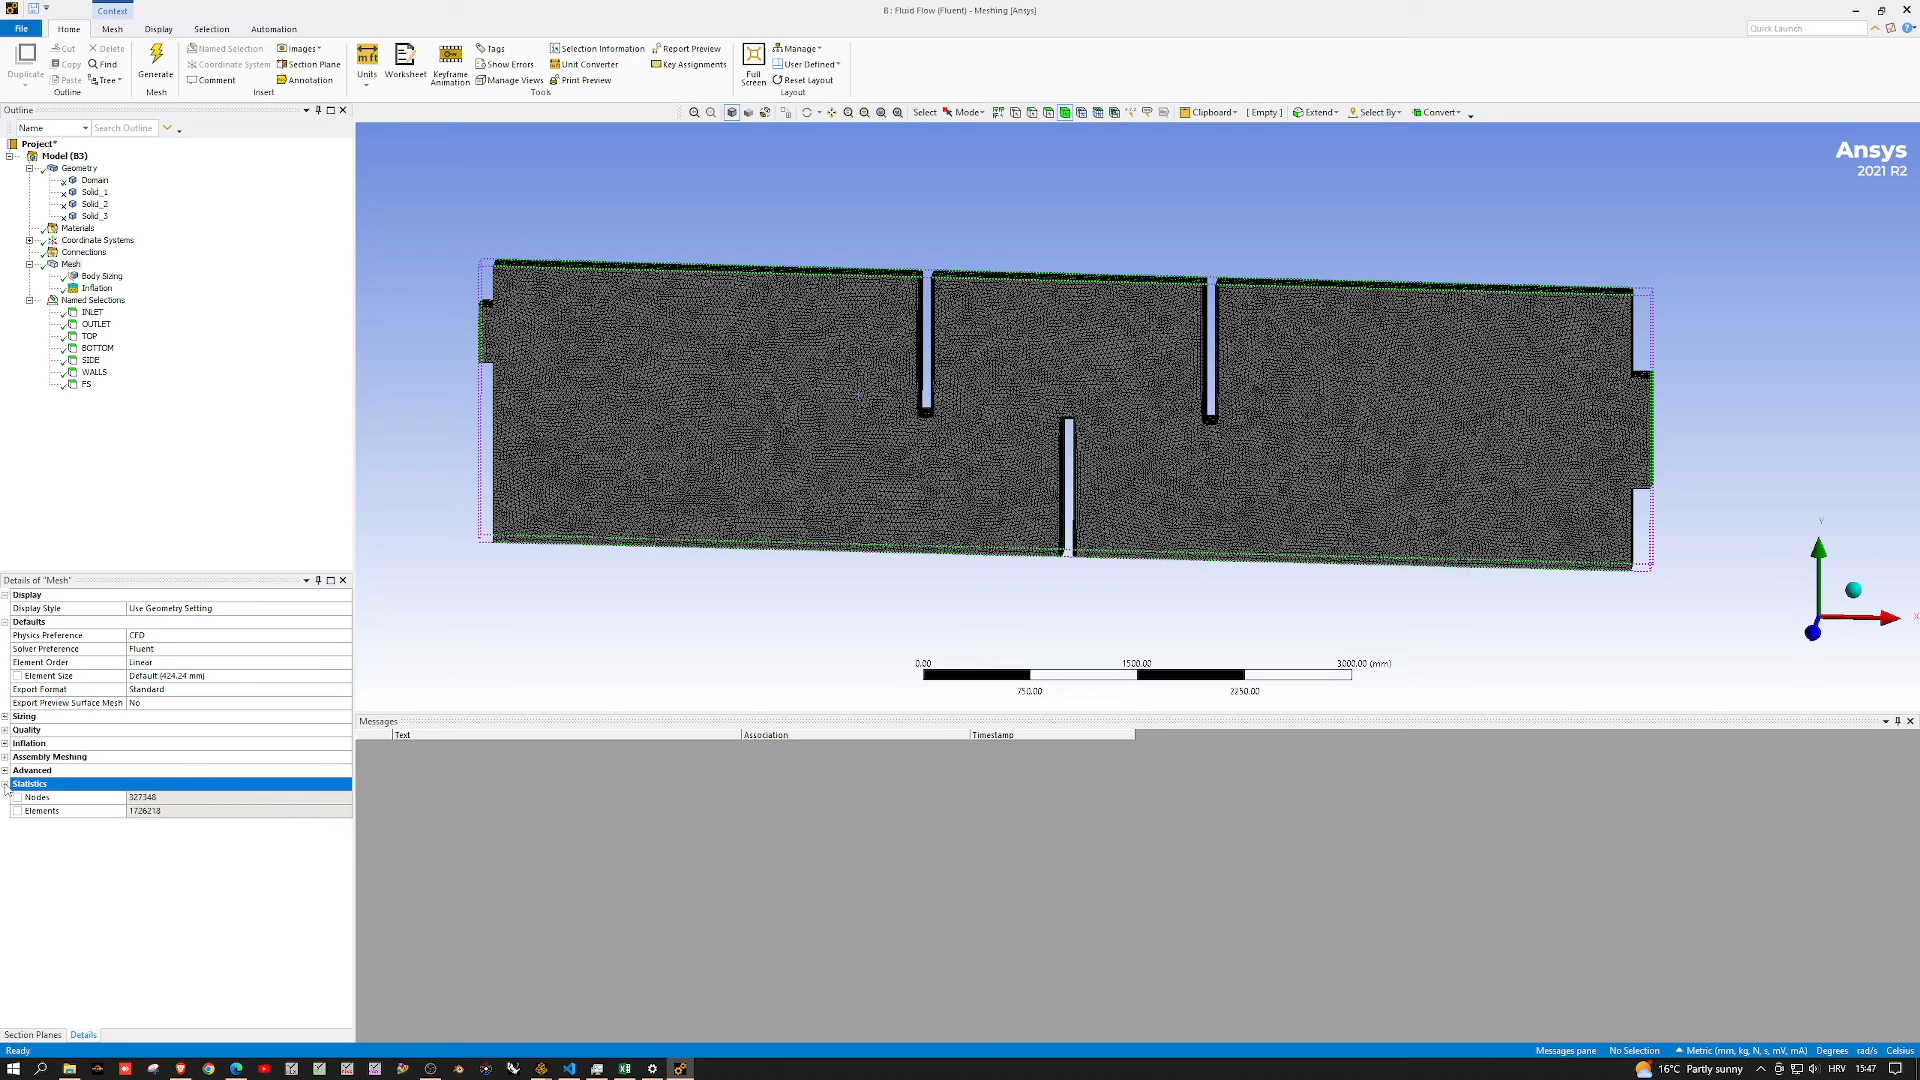 Context
B : Fluid Flow (Fluent) - Meshing [Ansys]
File
Home
Mesh
Display
Selection
Automation
Quick Launch
Duplicate
Cut
Delete
Copy
Find
Paste
Tree
Outline
Generate
Mesh
Named Selection
Images
Coordinate System
Section Plane
Comment
Annotation
Insert
Units
Worksheet
Keyframe
Animation
Tags
Selection Information
Report Preview
Show Errors
Unit Converter
Key Assignments
Manage Views
Print Preview
Tools
Full
Screen
Manage
User Defined
Reset Layout
Layout
Outline
Name
Search Outline
Select
Mode
Clipboard
[ Empty ]
Extend
Select By
Convert
Project*
Model (B3)
Geometry
Domain
Solid_1
Solid_2
Solid_3
Materials
Coordinate Systems
Connections
Mesh
Body Sizing
Inflation
Named Selections
INLET
OUTLET
TOP
BOTTOM
SIDE
WALLS
FS
Ansys
2021 R2
Y
X
0.00
1500.00
3000.00 (mm)
750.00
2250.00
Details of "Mesh"
Display
Display Style Use Geometry Setting
Defaults
Physics Preference CFD
Solver Preference Fluent
Element Order Linear
Element Size Default (424.24 mm)
Export Format Standard
Export Preview Surface Mesh No
Sizing
Quality
Inflation
Assembly Meshing
Advanced
Statistics
Nodes 327348
Elements 1726218
Messages
Text
Association
Timestamp
Section Planes
Details
Ready
Messages pane
No Selection
Metric (mm, kg, N, s, mV, mA)
Degrees
rad/s
Celsius
16°C Partly sunny
HRV
15:47